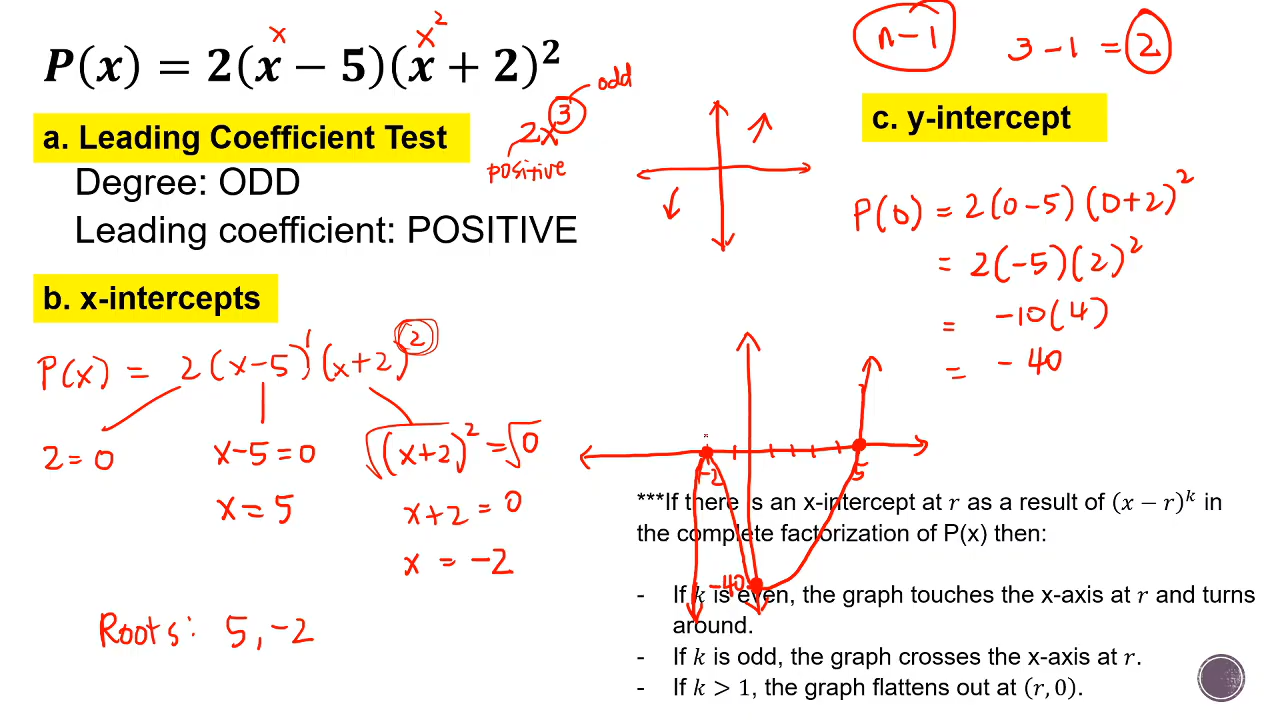 x x²
P(x) = 2(x − 5)(x + 2)²
a. Leading Coefficient Test
2x³
odd
positive
Degree: ODD
Leading coefficient: POSITIVE
b. x-intercepts
P(x) = 2(x-5)¹(x+2)²
2=0
x-5=0
x=5
√(x+2)² = √0
x+2 = 0
x = -2
Roots: 5, -2
n-1
3-1 = 2
c. y-intercept
P(0) = 2(0-5)(0+2)²
= 2(-5)(2)²
= -10(4)
= -40
-2
5
-40
***If there is an x-intercept at r as a result of (x − r)ᵏ in
the complete factorization of P(x) then:
- If k is even, the graph touches the x-axis at r and turns
around.
- If k is odd, the graph crosses the x-axis at r.
- If k > 1, the graph flattens out at (r, 0).